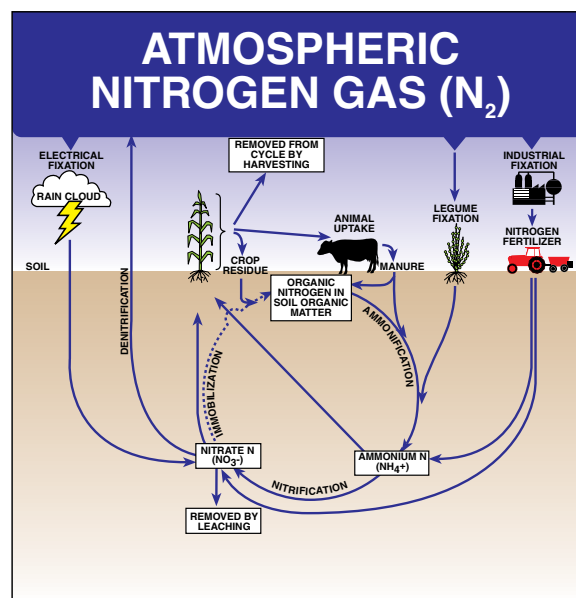 ATMOSPHERIC
NITROGEN GAS (N2)
ELECTRICAL
FIXATION
RAIN CLOUD
REMOVED FROM
CYCLE BY
HARVESTING
INDUSTRIAL
FIXATION
LEGUME
FIXATION
NITROGEN
FERTILIZER
ANIMAL
UPTAKE
SOIL
CROP
RESIDUE
MANURE
ORGANIC
NITROGEN IN
SOIL ORGANIC
MATTER
DENITRIFICATION
IMMOBILIZATION
AMMONIFICATION
NITRATE N
(NO3-)
AMMONIUM N
(NH4+)
NITRIFICATION
REMOVED BY
LEACHING